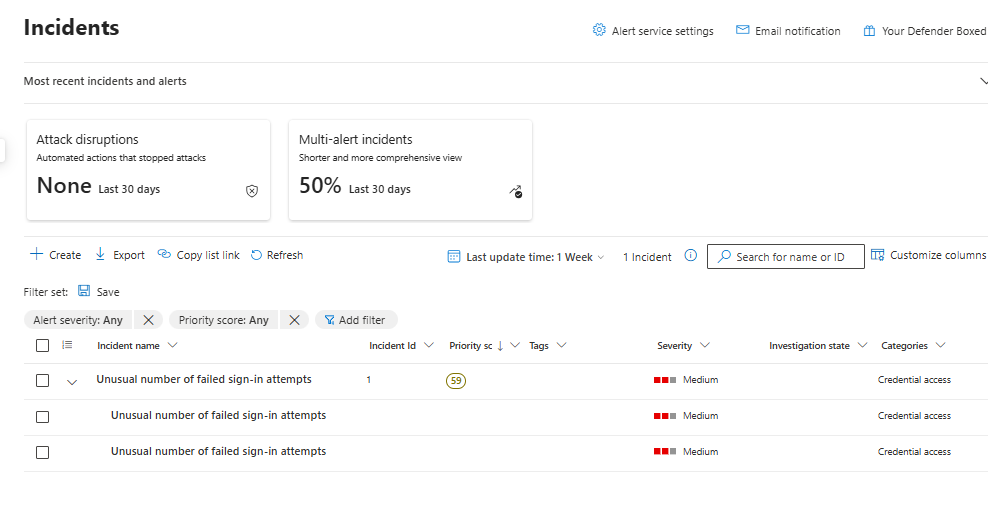 Incidents
Alert service settings
Email notification
Your Defender Boxed
Most recent incidents and alerts
Attack disruptions
Automated actions that stopped attacks
None Last 30 days
Multi-alert incidents
Shorter and more comprehensive view
50% Last 30 days
Create Export Copy list link Refresh Last update time: 1 Week 1 Incident Search for name or ID Customize columns
Filter set: Save
Alert severity: Any Priority score: Any Add filter
Incident name Incident Id Priority sc Tags Severity Investigation state Categories
Unusual number of failed sign-in attempts 1 59 Medium Credential access
Unusual number of failed sign-in attempts Medium Credential access
Unusual number of failed sign-in attempts Medium Credential access